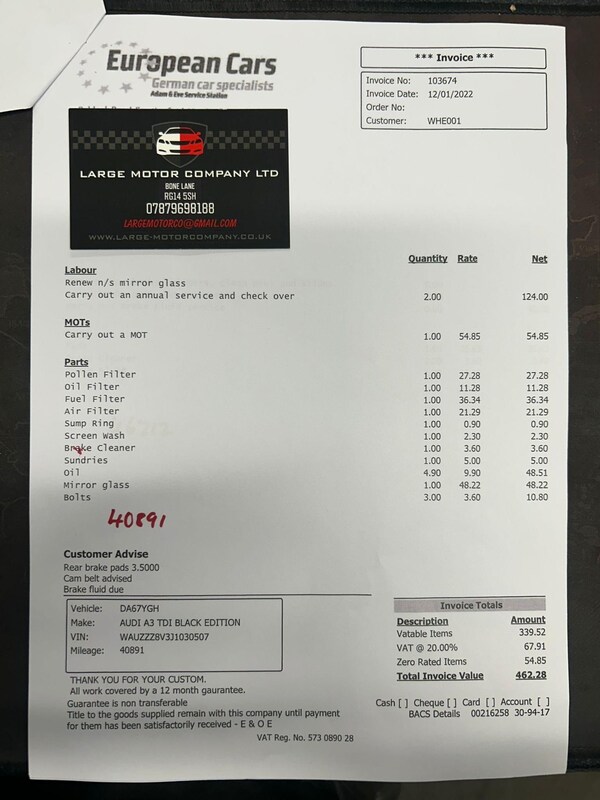 European Cars
German car specialists
Adam & Eve Service Station
*** Invoice ***
Invoice No: 103674
Invoice Date: 12/01/2022
Order No:
Customer: WHE001
LARGE MOTOR COMPANY LTD
BONE LANE
RG14 5SH
07879698188
LARGEMOTORCO@GMAIL.COM
WWW.LARGE-MOTORCOMPANY.CO.UK
Quantity Rate Net
Labour
Renew n/s mirror glass
Carry out an annual service and check over 2.00 124.00
MOTs
Carry out a MOT 1.00 54.85 54.85
Parts
Pollen Filter 1.00 27.28 27.28
Oil Filter 1.00 11.28 11.28
Fuel Filter 1.00 36.34 36.34
Air Filter 1.00 21.29 21.29
Sump Ring 1.00 0.90 0.90
Screen Wash 1.00 2.30 2.30
Brake Cleaner 1.00 3.60 3.60
Sundries 1.00 5.00 5.00
Oil 4.90 9.90 48.51
Mirror glass 1.00 48.22 48.22
Bolts 3.00 3.60 10.80
40891
Customer Advise
Rear brake pads 3.5000
Cam belt advised
Brake fluid due
Vehicle: DA67YGH
Make: AUDI A3 TDI BLACK EDITION
VIN: WAUZZZ8V3J1030507
Mileage: 40891
Invoice Totals
Description Amount
Vatable Items 339.52
VAT @ 20.00% 67.91
Zero Rated Items 54.85
Total Invoice Value 462.28
THANK YOU FOR YOUR CUSTOM.
All work covered by a 12 month gaurantee.
Guarantee is non transferable
Title to the goods supplied remain with this company until payment
for them has been satisfactorily received - E & O E
Cash [ ] Cheque [ ] Card [ ] Account [ ]
BACS Details 00216258 30-94-17
VAT Reg. No. 573 0890 28